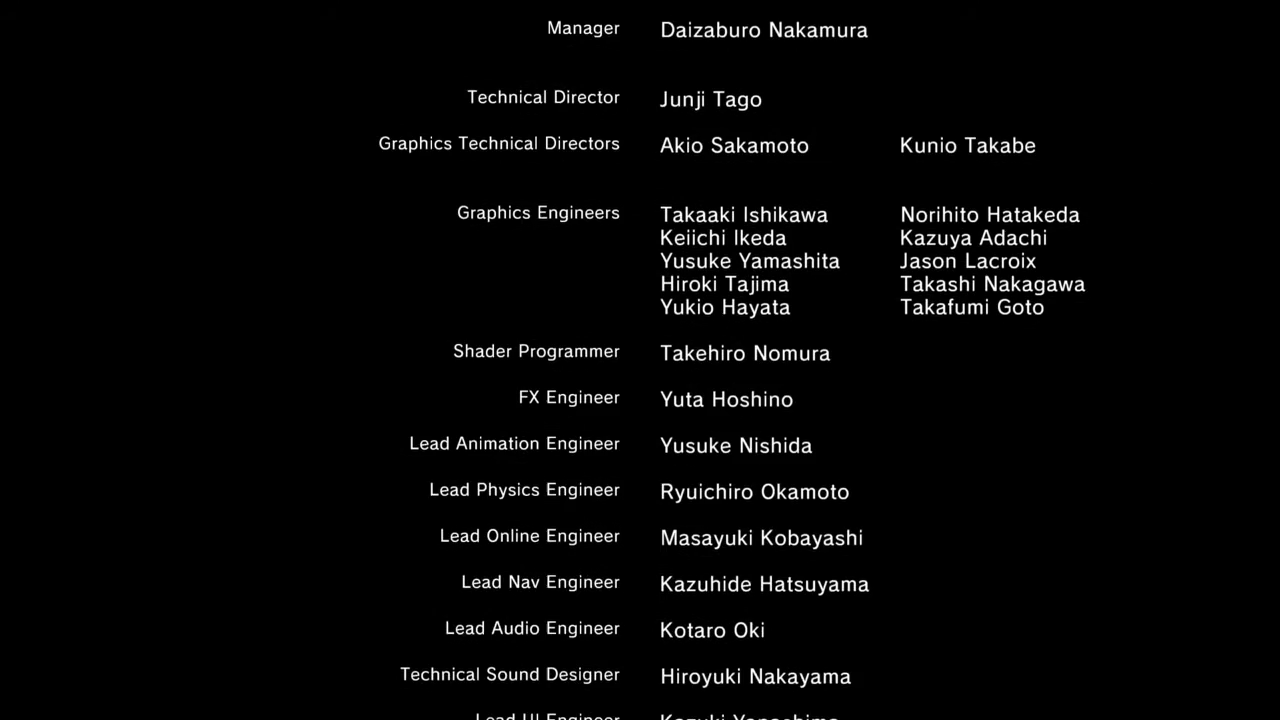 Manager Daizaburo Nakamura
Technical Director Junji Tago
Graphics Technical Directors Akio Sakamoto Kunio Takabe
Graphics Engineers Takaaki Ishikawa Norihito Hatakeda
Keiichi Ikeda Kazuya Adachi
Yusuke Yamashita Jason Lacroix
Hiroki Tajima Takashi Nakagawa
Yukio Hayata Takafumi Goto
Shader Programmer Takehiro Nomura
FX Engineer Yuta Hoshino
Lead Animation Engineer Yusuke Nishida
Lead Physics Engineer Ryuichiro Okamoto
Lead Online Engineer Masayuki Kobayashi
Lead Nav Engineer Kazuhide Hatsuyama
Lead Audio Engineer Kotaro Oki
Technical Sound Designer Hiroyuki Nakayama
Lead UI Engineer